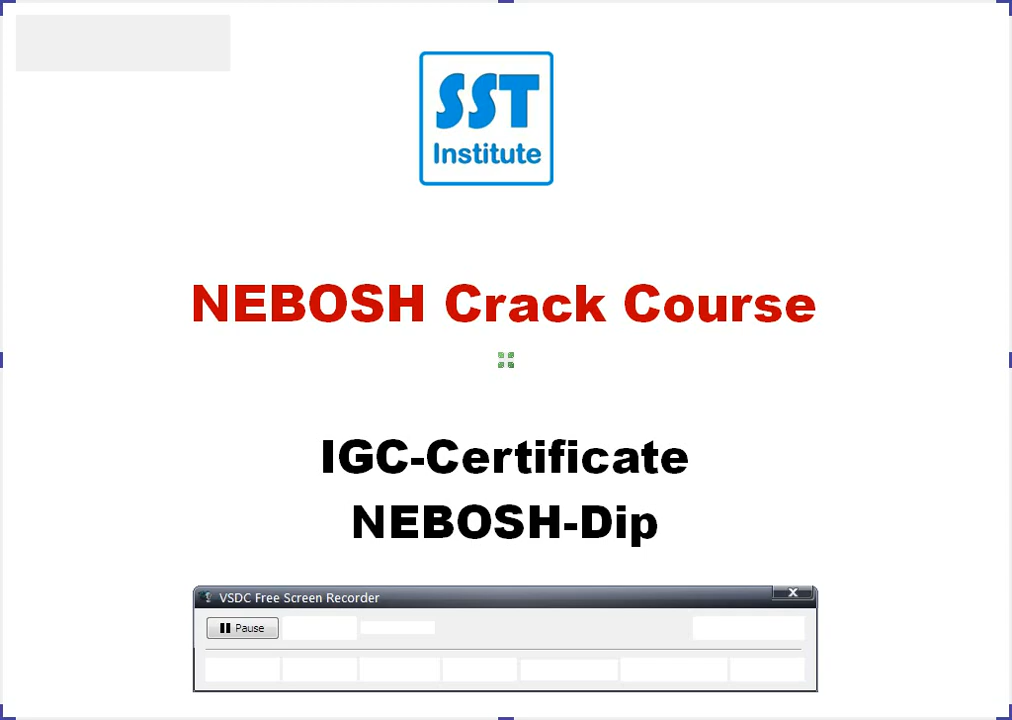 SST
Institute
NEBOSH Crack Course
IGC-Certificate
NEBOSH-Dip
VSDC Free Screen Recorder
Pause